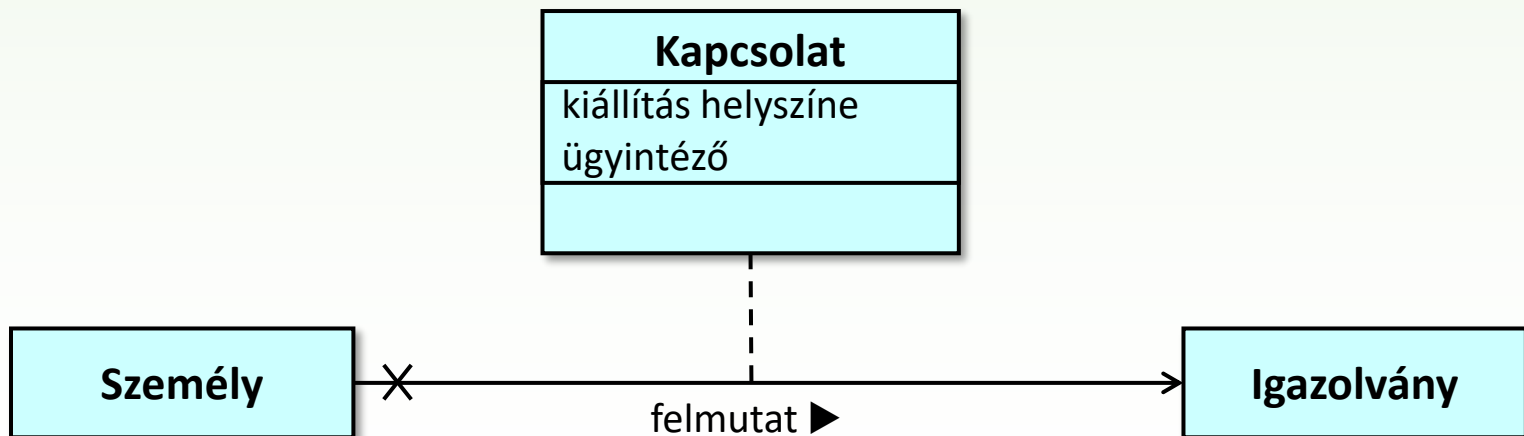 Kapcsolat
kiállítás helyszíne
ügyintéző
Személy
Igazolvány
felmutat ▶